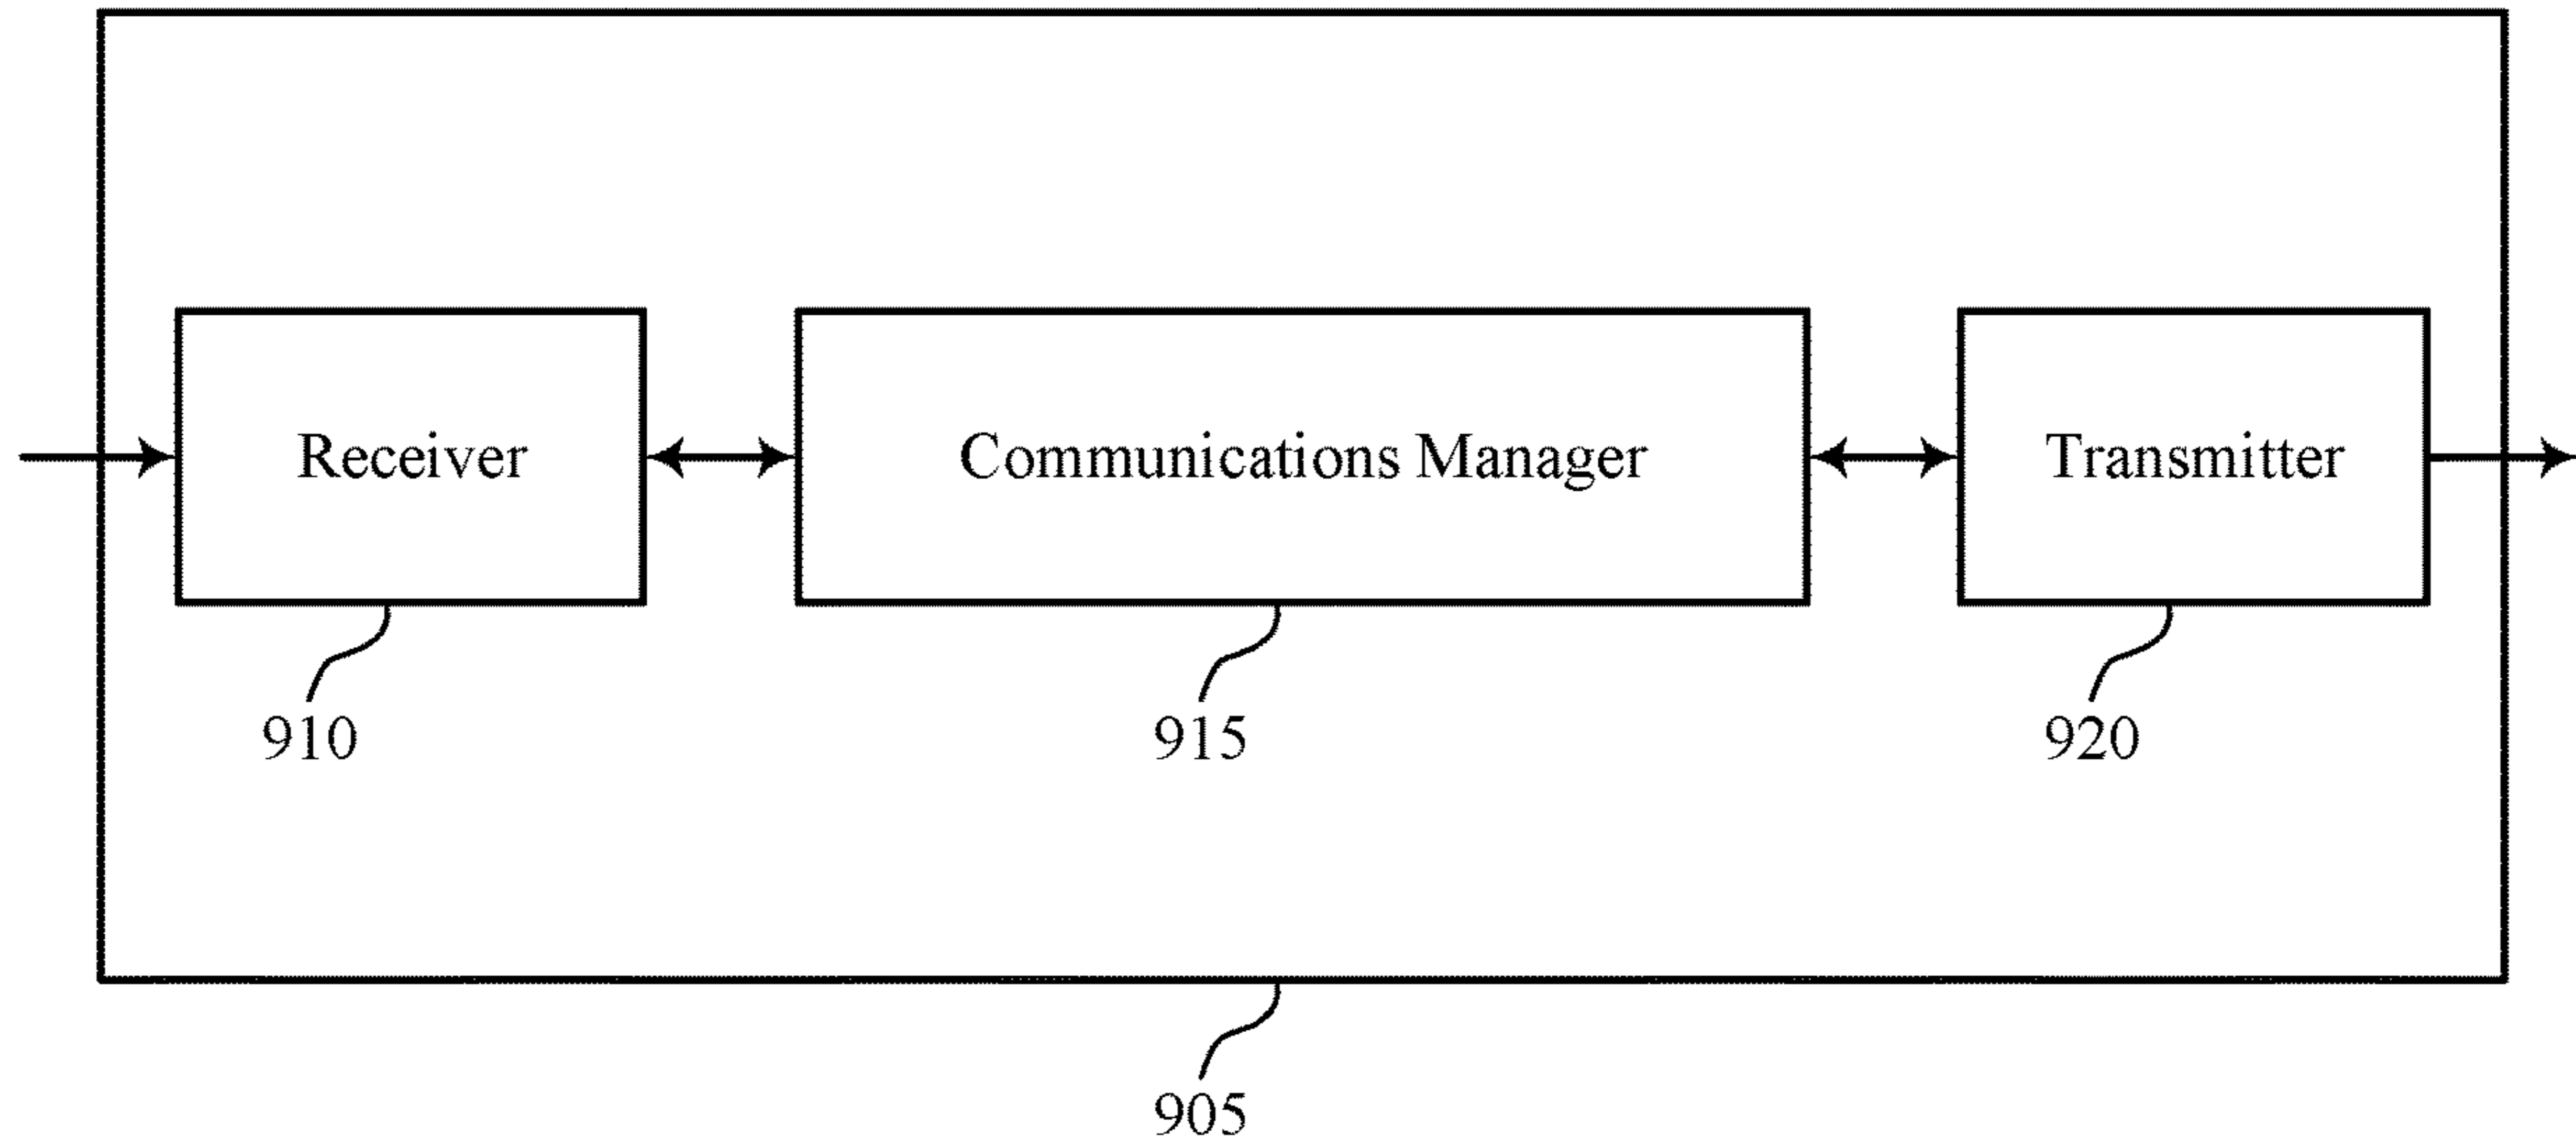 Receiver
Communications Manager
Transmitter
910
915
920
905